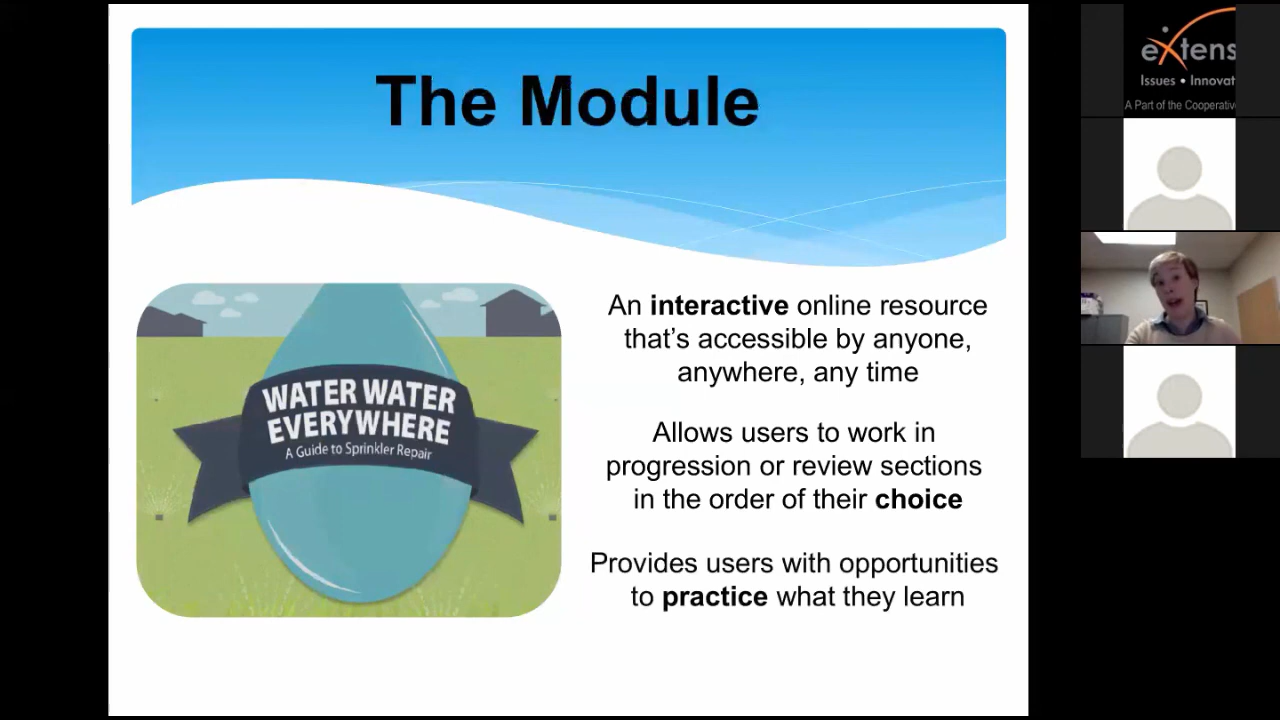 The Module
WATER WATER
EVERYWHERE
A Guide to Sprinkler Repair
An interactive online resource
that's accessible by anyone,
anywhere, any time
Allows users to work in
progression or review sections
in the order of their choice
Provides users with opportunities
to practice what they learn
eXtens
Issues • Innovat
A Part of the Cooperative